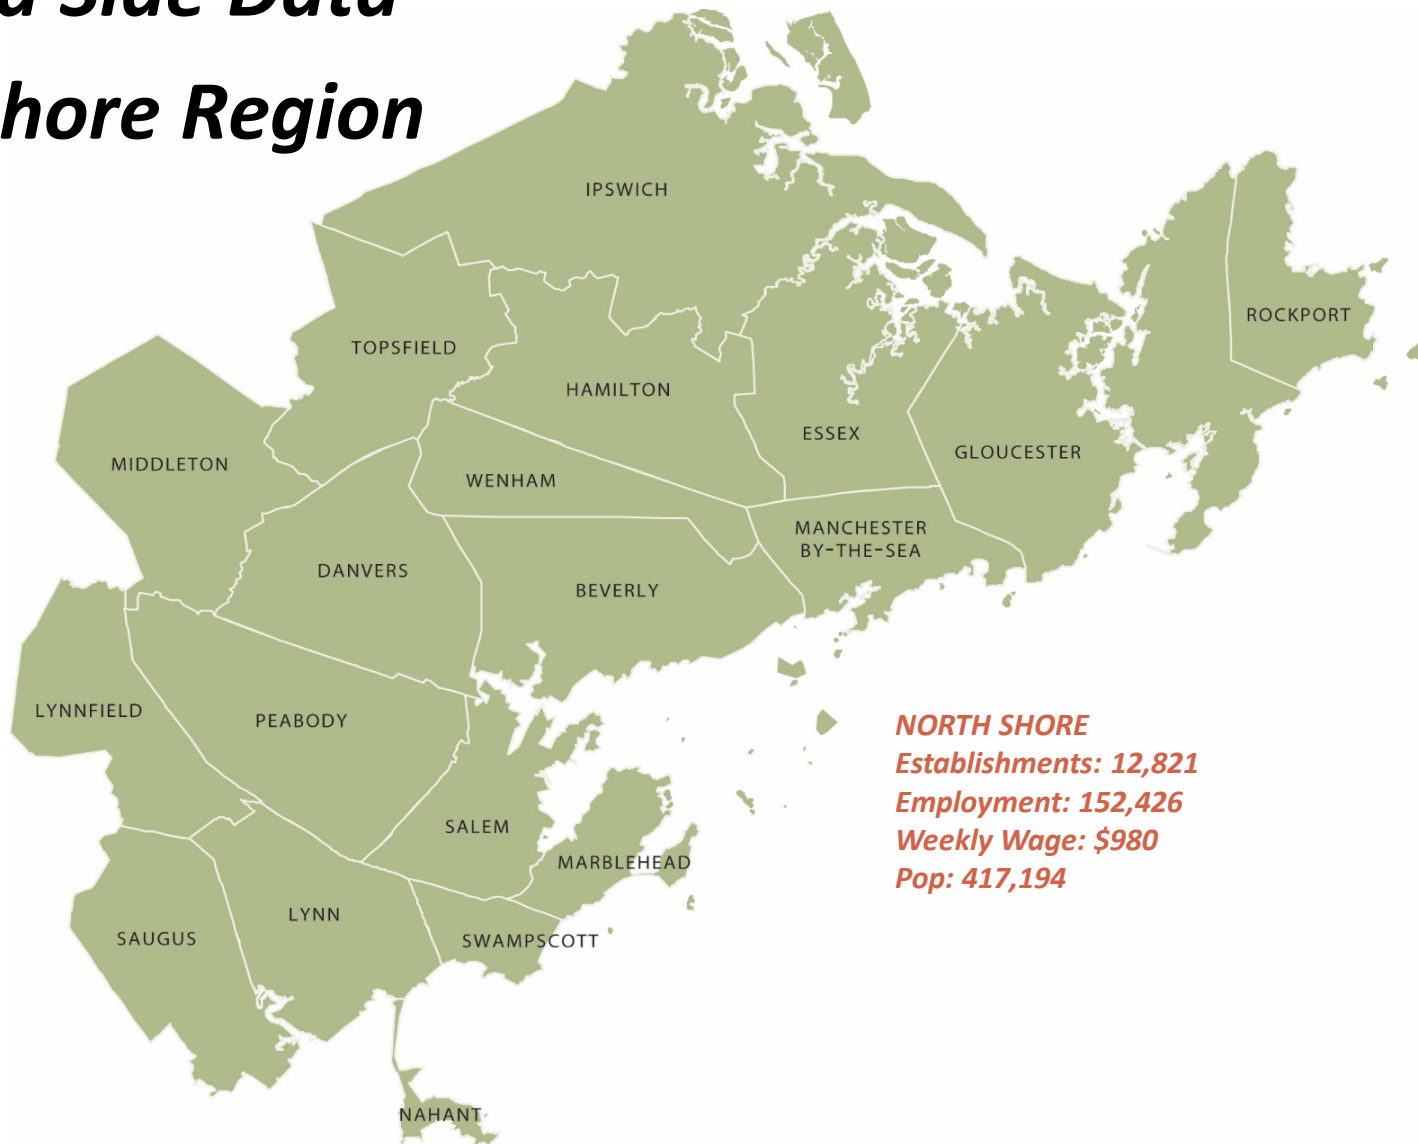 Side Data
hore Region
IPSWICH
ROCKPORT
TOPSFIELD
HAMILTON
ESSEX
GLOUCESTER
MIDDLETON
WENHAM
MANCHESTER
BY-THE-SEA
DANVERS
BEVERLY
LYNNFIELD
PEABODY
NORTH SHORE
Establishments: 12,821
Employment: 152,426
Weekly Wage: $980
Pop: 417,194
SALEM
MARBLEHEAD
LYNN
SAUGUS
SWAMPSCOTT
NAHANT